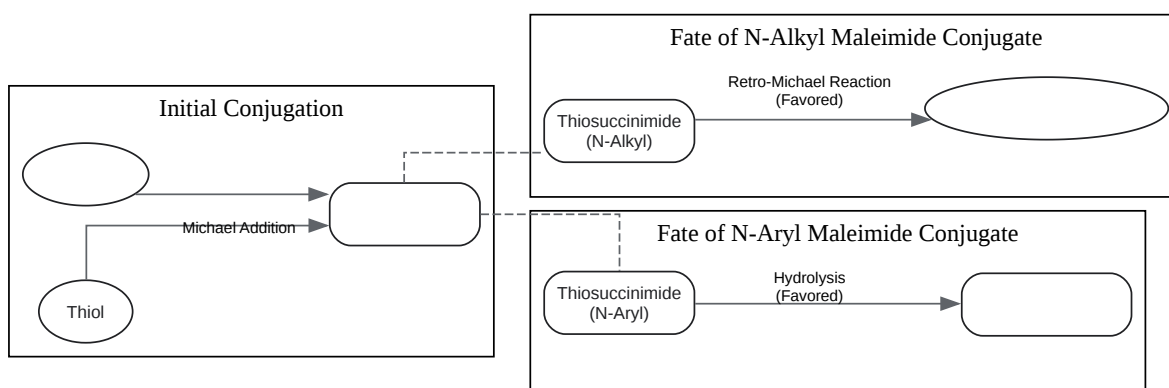 Initial Conjugation
Michael Addition
Thiol
Fate of N-Alkyl Maleimide Conjugate
Thiosuccinimide
(N-Alkyl)
Retro-Michael Reaction
(Favored)
Fate of N-Aryl Maleimide Conjugate
Thiosuccinimide
(N-Aryl)
Hydrolysis
(Favored)